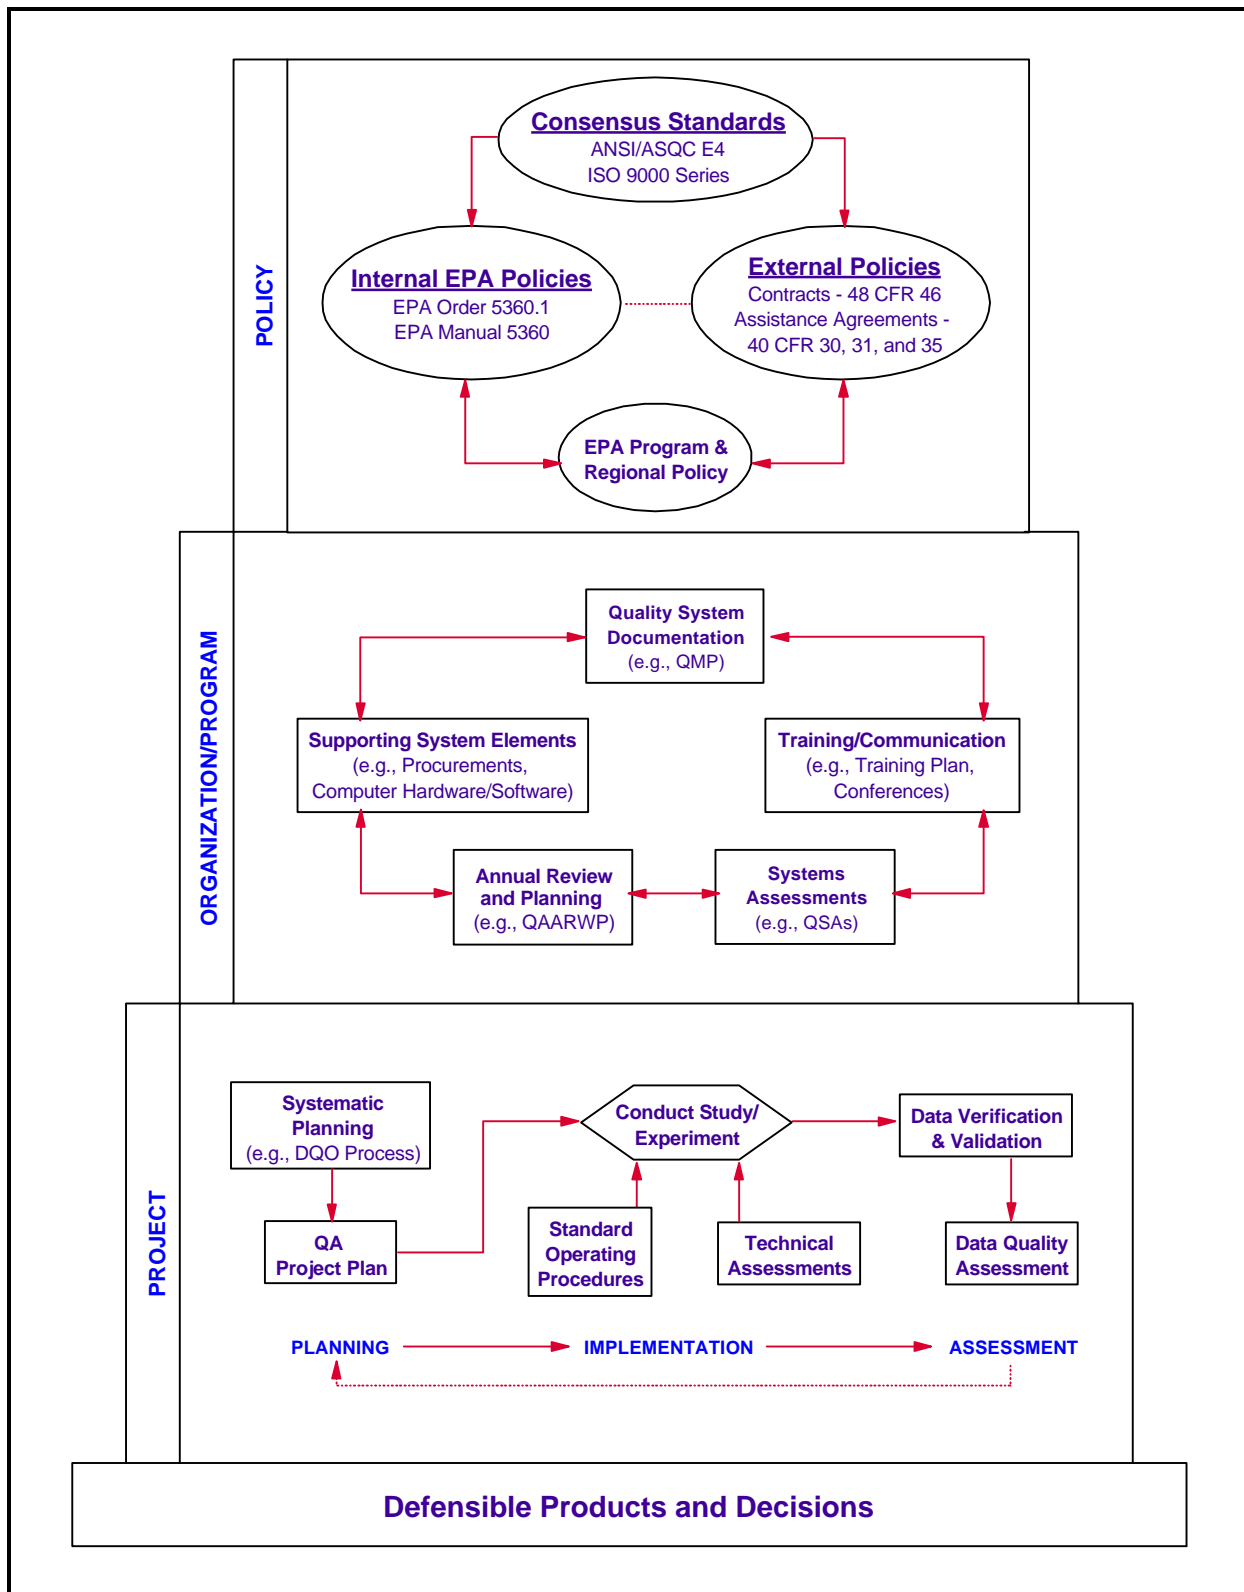 POLICY
Consensus Standards
ANSI/ASQC E4
ISO 9000 Series
Internal EPA Policies
EPA Order 5360.1
EPA Manual 5360
External Policies
Contracts - 48 CFR 46
Assistance Agreements -
40 CFR 30, 31, and 35
EPA Program &
Regional Policy
ORGANIZATION/PROGRAM
Quality System
Documentation
(e.g., QMP)
Supporting System Elements
(e.g., Procurements,
Computer Hardware/Software)
Training/Communication
(e.g., Training Plan,
Conferences)
Annual Review
and Planning
(e.g., QAARWP)
Systems
Assessments
(e.g., QSAs)
PROJECT
Systematic
Planning
(e.g., DQO Process)
QA
Project Plan
Conduct Study/
Experiment
Standard
Operating
Procedures
Technical
Assessments
Data Verification
& Validation
Data Quality
Assessment
PLANNING
IMPLEMENTATION
ASSESSMENT
Defensible Products and Decisions